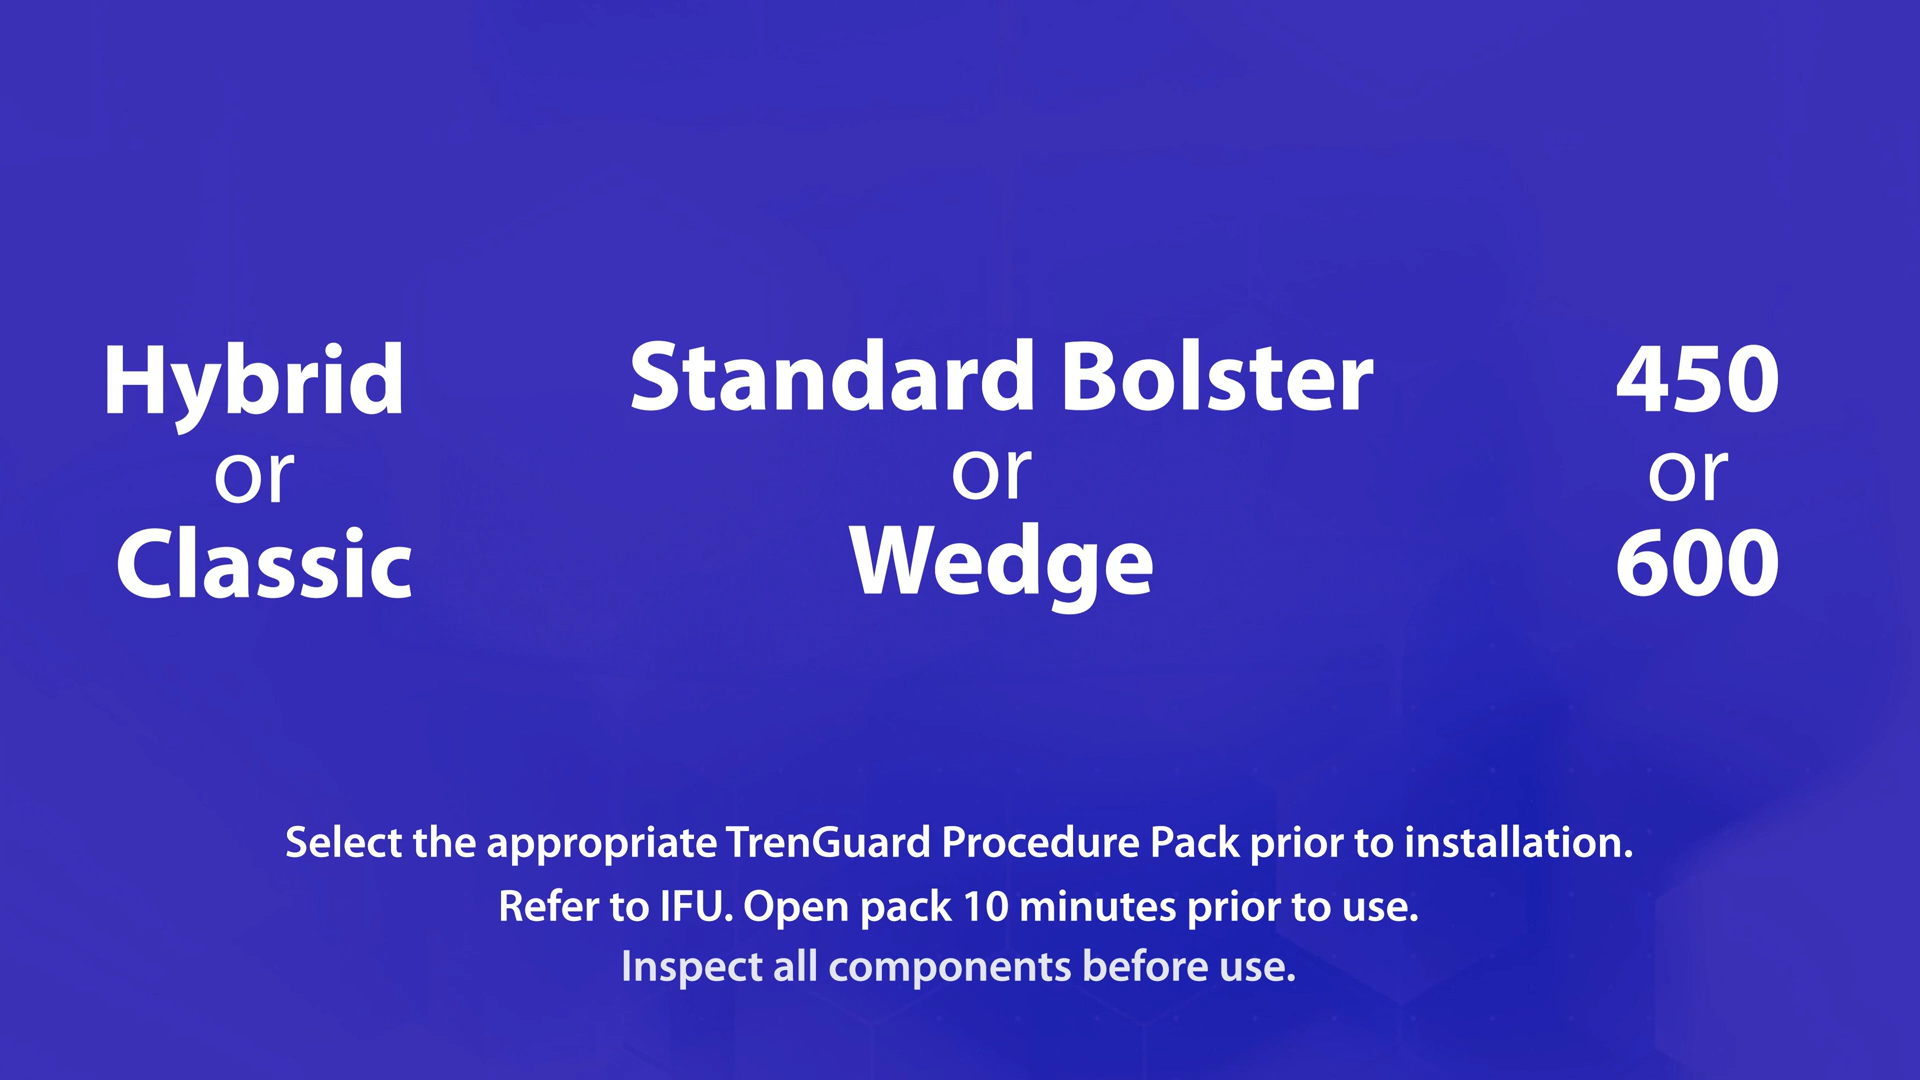 Hybrid
or
Classic
Standard Bolster
or
Wedge
450
or
600
Select the appropriate TrenGuard Procedure Pack prior to installation.
Refer to IFU. Open pack 10 minutes prior to use.
Inspect all components before use.